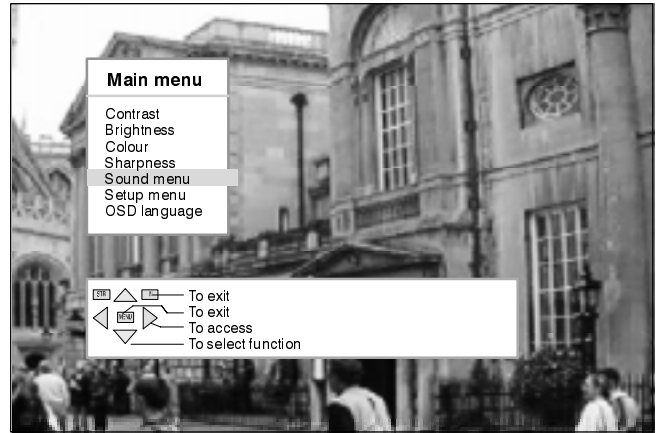 Main menu
Contrast
Brightness
Colour
Sharpness
Sound menu
Setup menu
OSD language
STR
To exit
MENU
To exit
To access
To select function